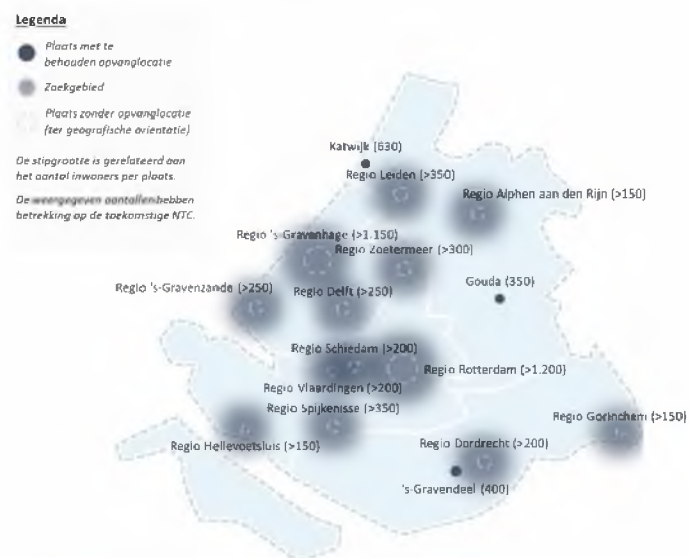 Legenda
Plaats met te
behouden opvanglocatie
Zoekgebied
Plaats zonder opvanglocatie
(ter geografische orientatie)
De stipgrootte is gerelateerd aan
het aantal inwoners per plaats.
De weergegeven aantallen hebben
betrekking op de toekomstige NTC.
Katwijk (630)
Regio Leiden (>350)
Regio Alphen aan den Rijn (>150)
Regio 's-Gravenhage (>1.150)
Regio Zoetermeer (>300)
Regio 's-Gravenzande (>250)
Regio Delft (>250)
Gouda (350)
Regio Schiedam (>200)
Regio Rotterdam (>1.200)
Regio Vlaardingen (>200)
Regio Spijkenisse (>350)
Regio Gorinchem (>150)
Regio Hellevoetsluis (>150)
Regio Dordrecht (>200)
's-Gravendeel (400)